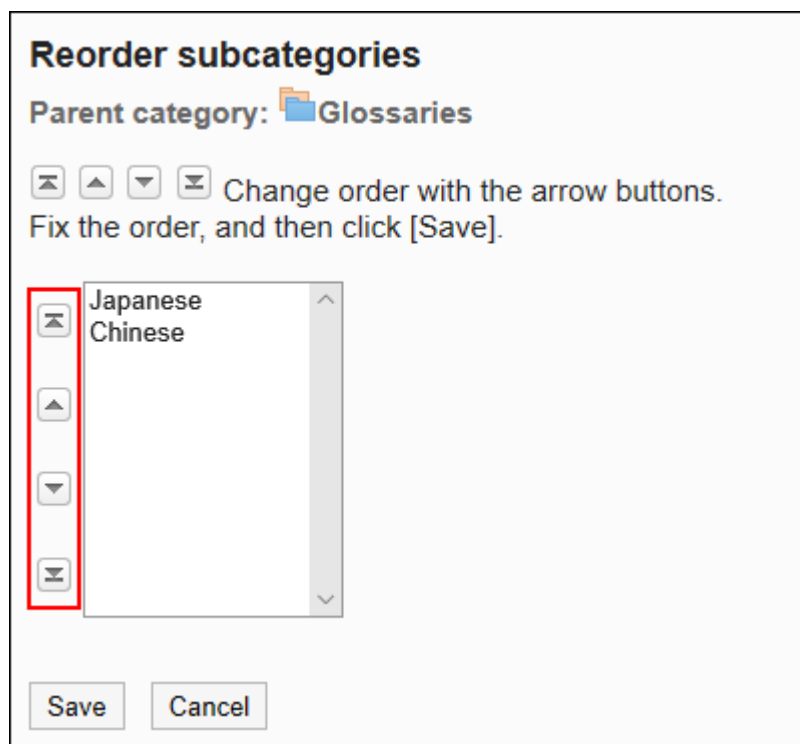 Reorder subcategories
Parent category: Glossaries
Change order with the arrow buttons.
Fix the order, and then click [Save].
Japanese
Chinese
Save Cancel